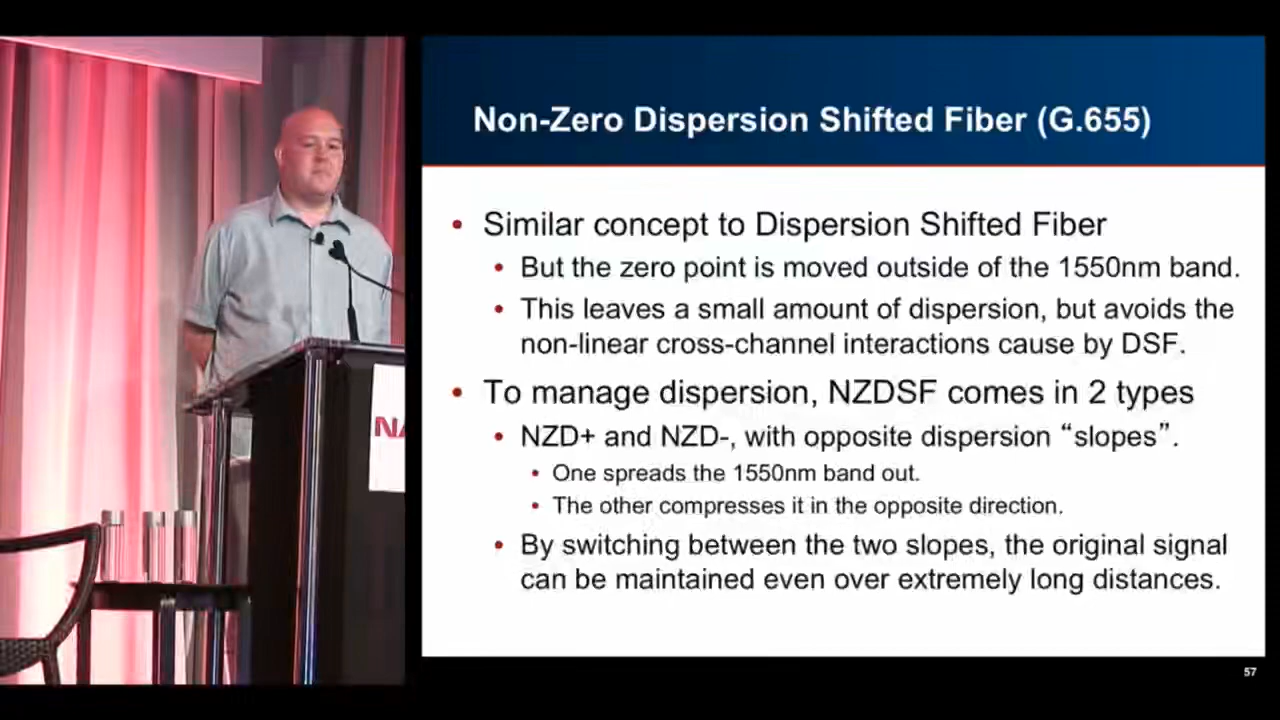 Non-Zero Dispersion Shifted Fiber (G.655)
• Similar concept to Dispersion Shifted Fiber
• But the zero point is moved outside of the 1550nm band.
• This leaves a small amount of dispersion, but avoids the
non-linear cross-channel interactions cause by DSF.
• To manage dispersion, NZDSF comes in 2 types
• NZD+ and NZD-, with opposite dispersion “slopes”.
• One spreads the 1550nm band out.
• The other compresses it in the opposite direction.
• By switching between the two slopes, the original signal
can be maintained even over extremely long distances.
57